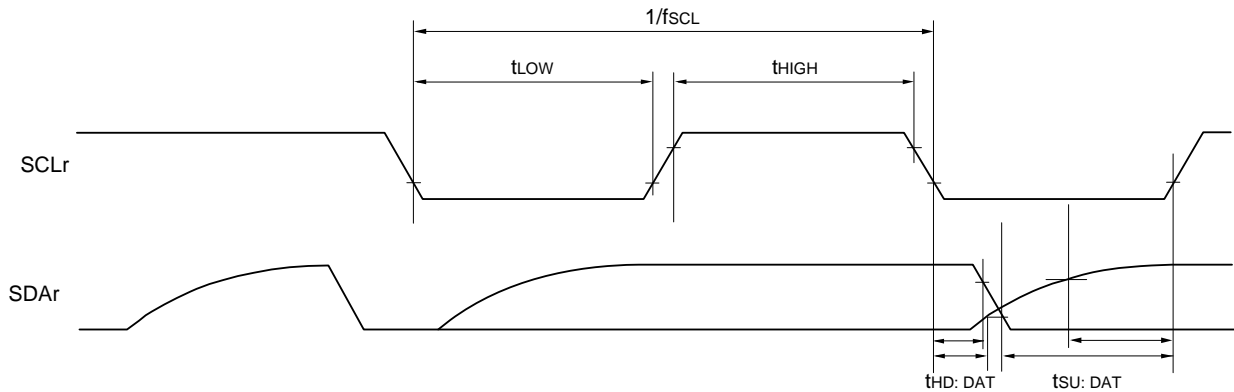 1/fSCL
tLOW
tHIGH
SCLr
SDAr
tHD: DAT
tSU: DAT